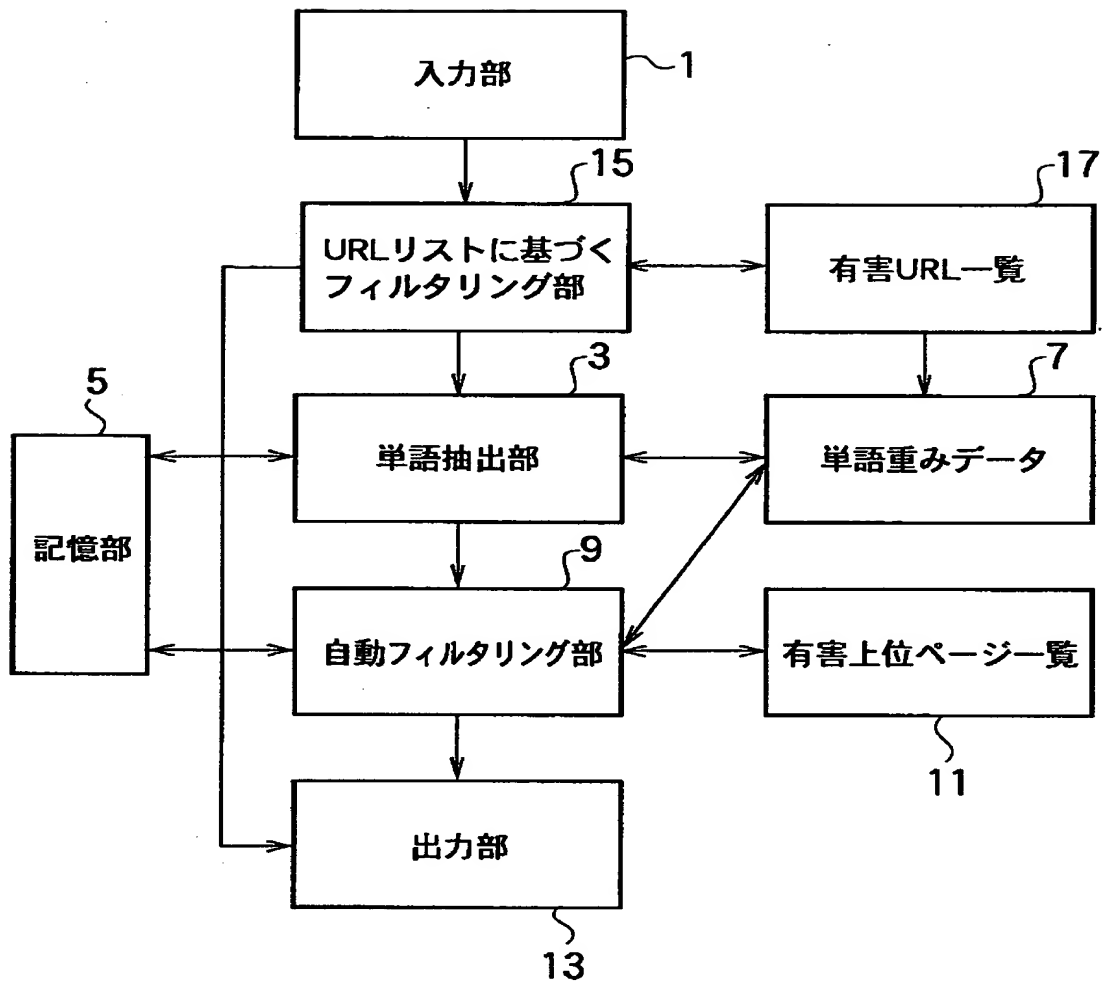 入力部
1
15
URLリストに基づく
フィルタリング部
17
有害URL一覧
3
単語抽出部
7
単語重みデータ
5
記憶部
9
自動フィルタリング部
有害上位ページ一覧
11
出力部
13